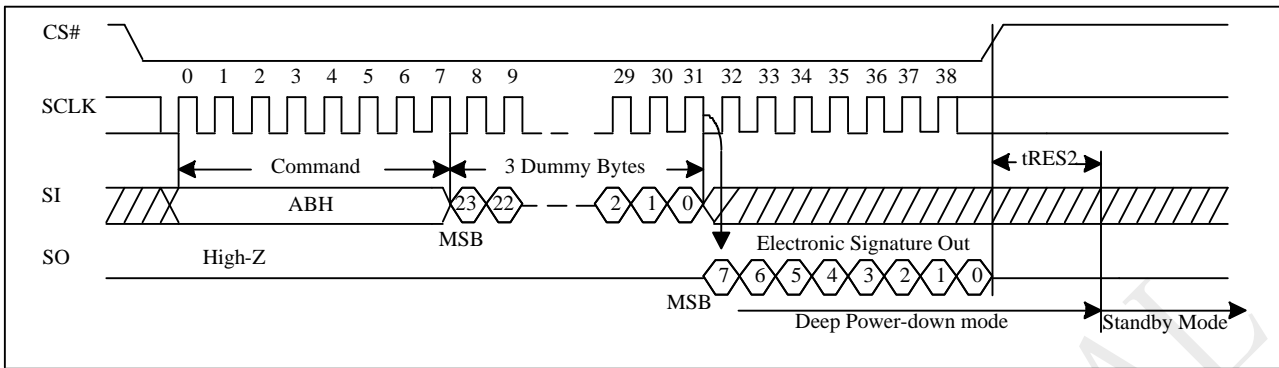 CS#
0 1 2 3 4 5 6 7 8 9 29 30 31 32 33 34 35 36 37 38
SCLK
Command 3 Dummy Bytes tRES2
SI ABH 23 22 2 1 0
MSB
SO High-Z Electronic Signature Out
7 6 5 4 3 2 1 0
MSB
Deep Power-down mode Standby Mode